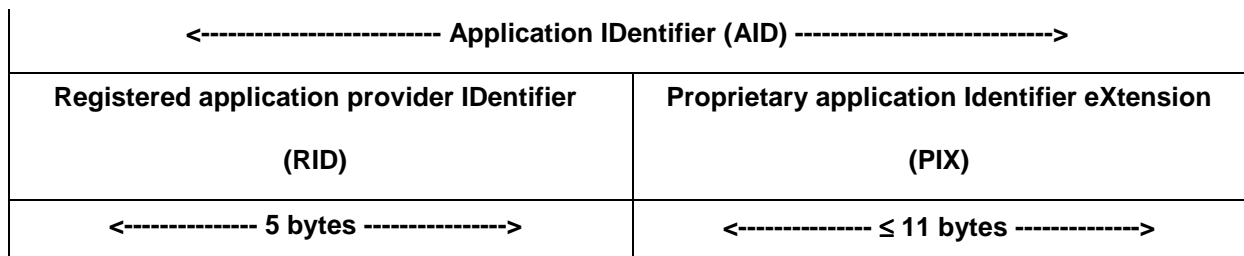 <-------------------------- Application IDentifier (AID) ----------------------------->
Registered application provider IDentifier
(RID)
Proprietary application Identifier eXtension
(PIX)
<--------------- 5 bytes ---------------->
<--------------- ≤ 11 bytes -------------->